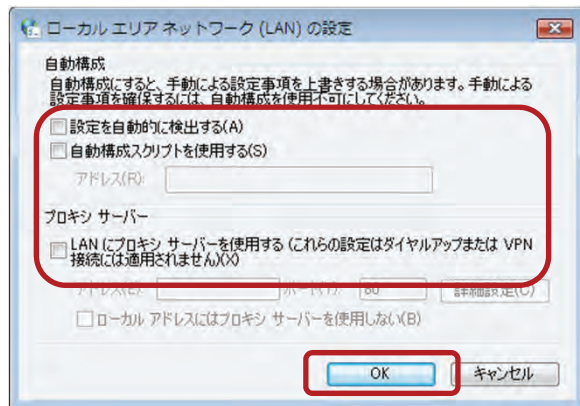 ローカル エリア ネットワーク (LAN) の設定
自動構成
自動構成にすると、手動による設定事項を上書きする場合があります。手動による
設定事項を確保するには、自動構成を使用不可にしてください。
設定を自動的に検出する(A)
自動構成スクリプトを使用する(S)
アドレス(R):
プロキシ サーバー
LAN にプロキシ サーバーを使用する (これらの設定はダイヤルアップまたは VPN
接続には適用されません)(X)
アドレス(E): ポート(T): 80 詳細設定(C)
ローカル アドレスにはプロキシ サーバーを使用しない(B)
OK キャンセル